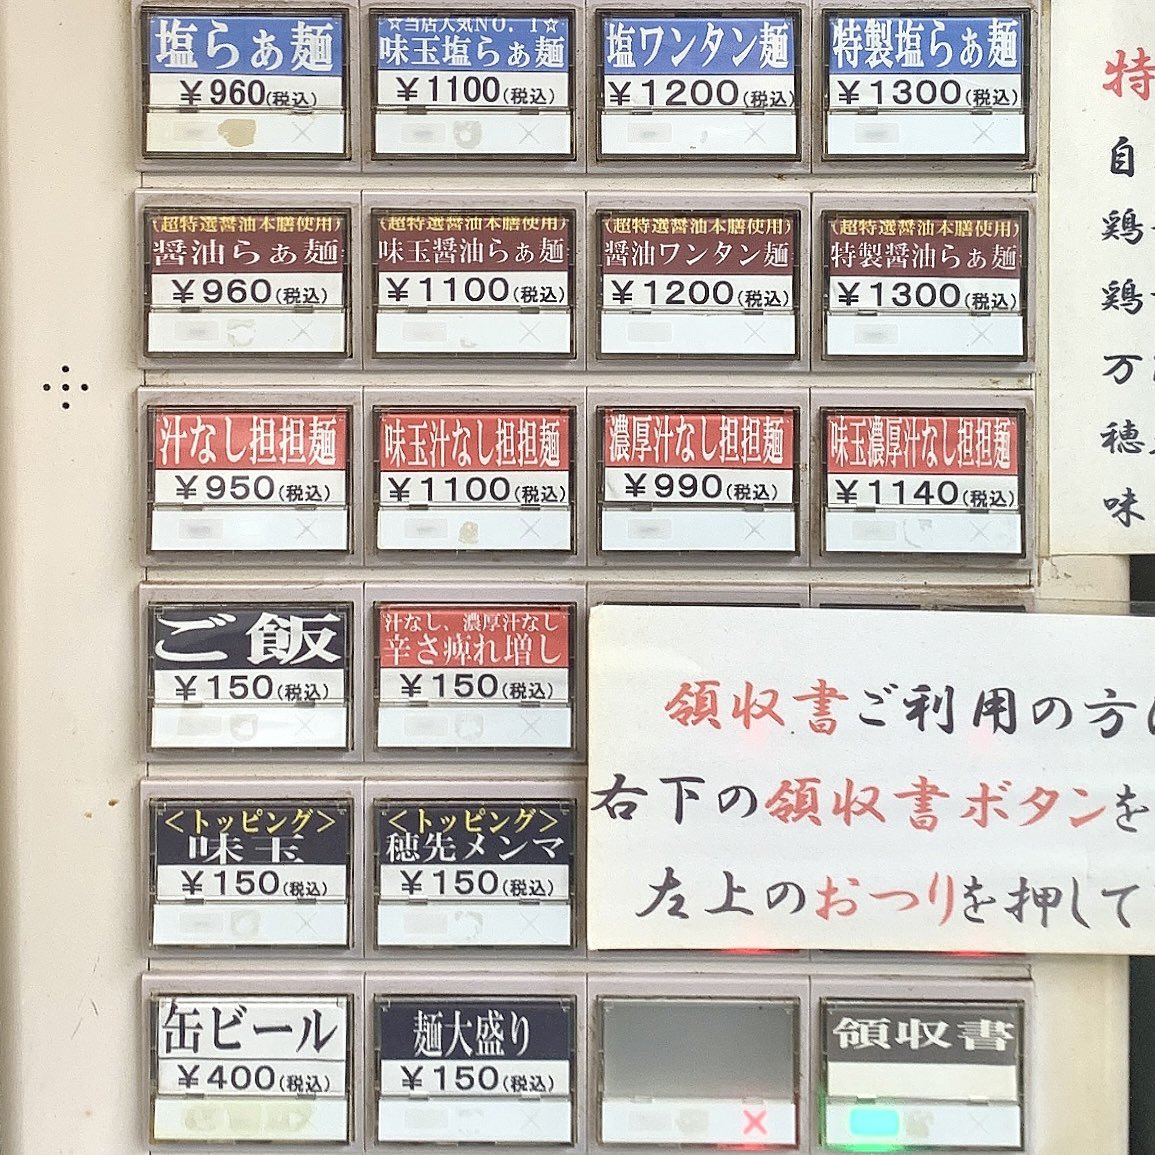 塩らぁ麺
¥960(税込)
☆当店人気NO.1☆
味玉塩らぁ麺
¥1100(税込)
塩ワンタン麺
¥1200(税込)
特製塩らぁ麺
¥1300(税込)
(超特選醤油本膳使用)
醤油らぁ麺
¥960(税込)
(超特選醤油本膳使用)
味玉醤油らぁ麺
¥1100(税込)
(超特選醤油本膳使用)
醤油ワンタン麺
¥1200(税込)
(超特選醤油本膳使用)
特製醤油らぁ麺
¥1300(税込)
汁なし担担麺
¥950(税込)
味玉汁なし担担麺
¥1100(税込)
濃厚汁なし担担麺
¥990(税込)
味玉濃厚汁なし担担麺
¥1140(税込)
ご飯
¥150(税込)
汁なし、濃厚汁なし
辛さ痺れ増し
¥150(税込)
<トッピング>
味玉
¥150(税込)
<トッピング>
穂先メンマ
¥150(税込)
缶ビール
¥400(税込)
麺大盛り
¥150(税込)
領収書
領収書ご利用の方
右下の領収書ボタンを
左上のおつりを押して
特
自
鶏
鶏
万
穂
味